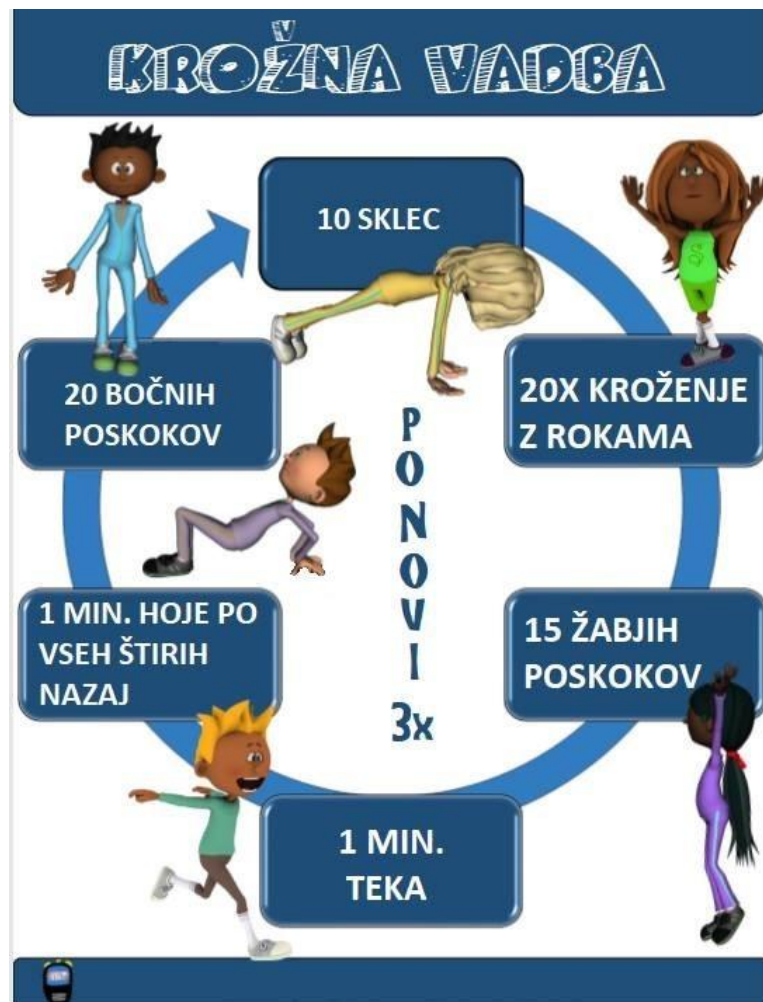 KROŽNA VADBA
10 SKLEC
20X KROŽENJE
Z ROKAMA
15 ŽABJIH
POSKOKOV
1 MIN.
TEKA
1 MIN. HOJE PO
VSEH ŠTIRIH
NAZAJ
20 BOČNIH
POSKOKOV
PONOVI
3x